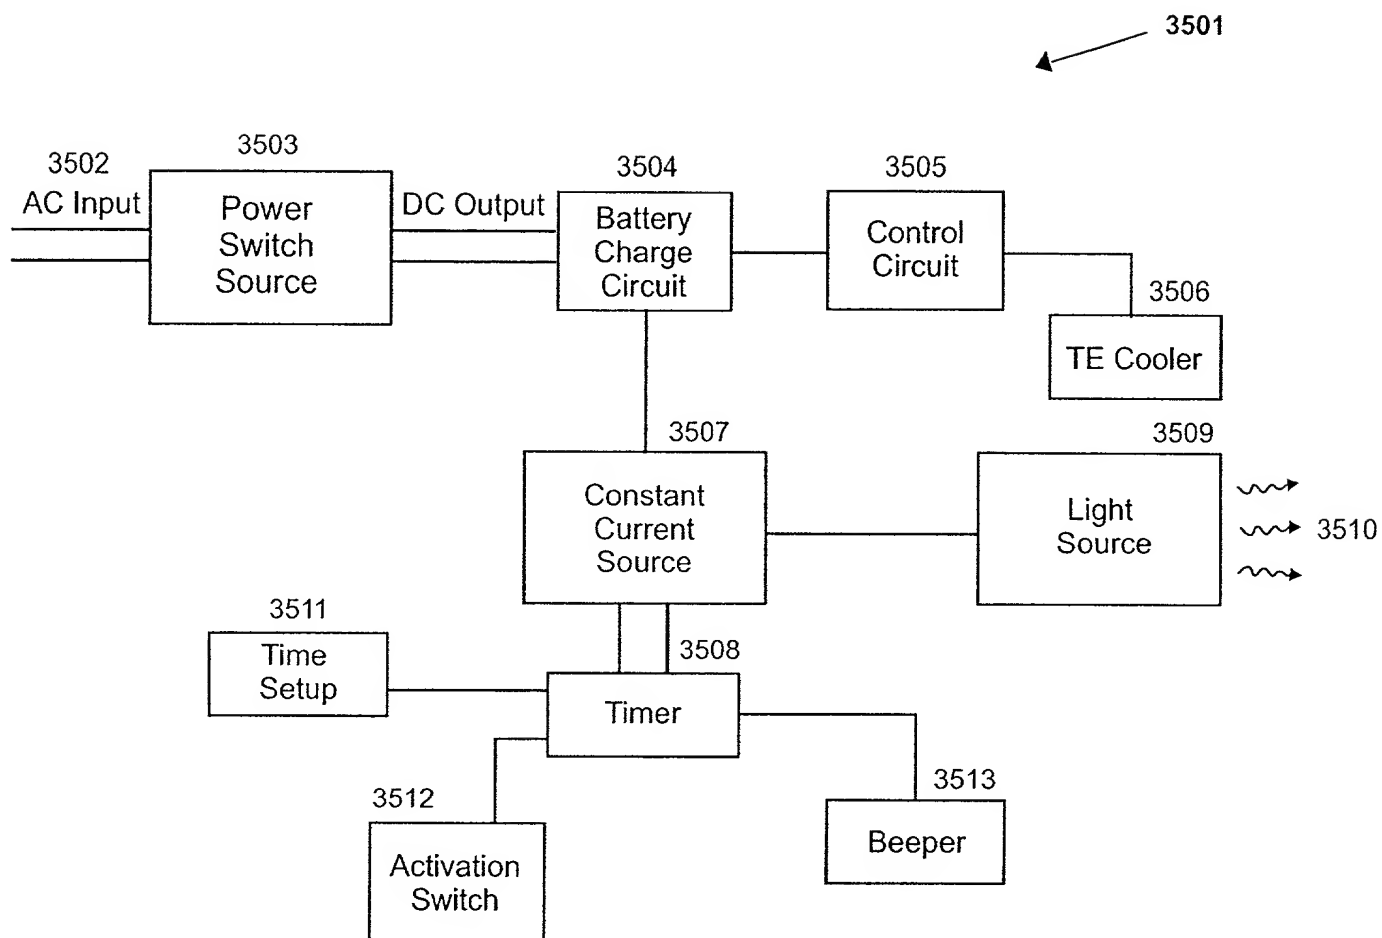 3501
3502
AC Input
3503
Power
Switch
Source
DC Output
3504
Battery
Charge
Circuit
3505
Control
Circuit
3506
TE Cooler
3507
Constant
Current
Source
3509
Light
Source
3510
3511
Time
Setup
3508
Timer
3512
Activation
Switch
3513
Beeper